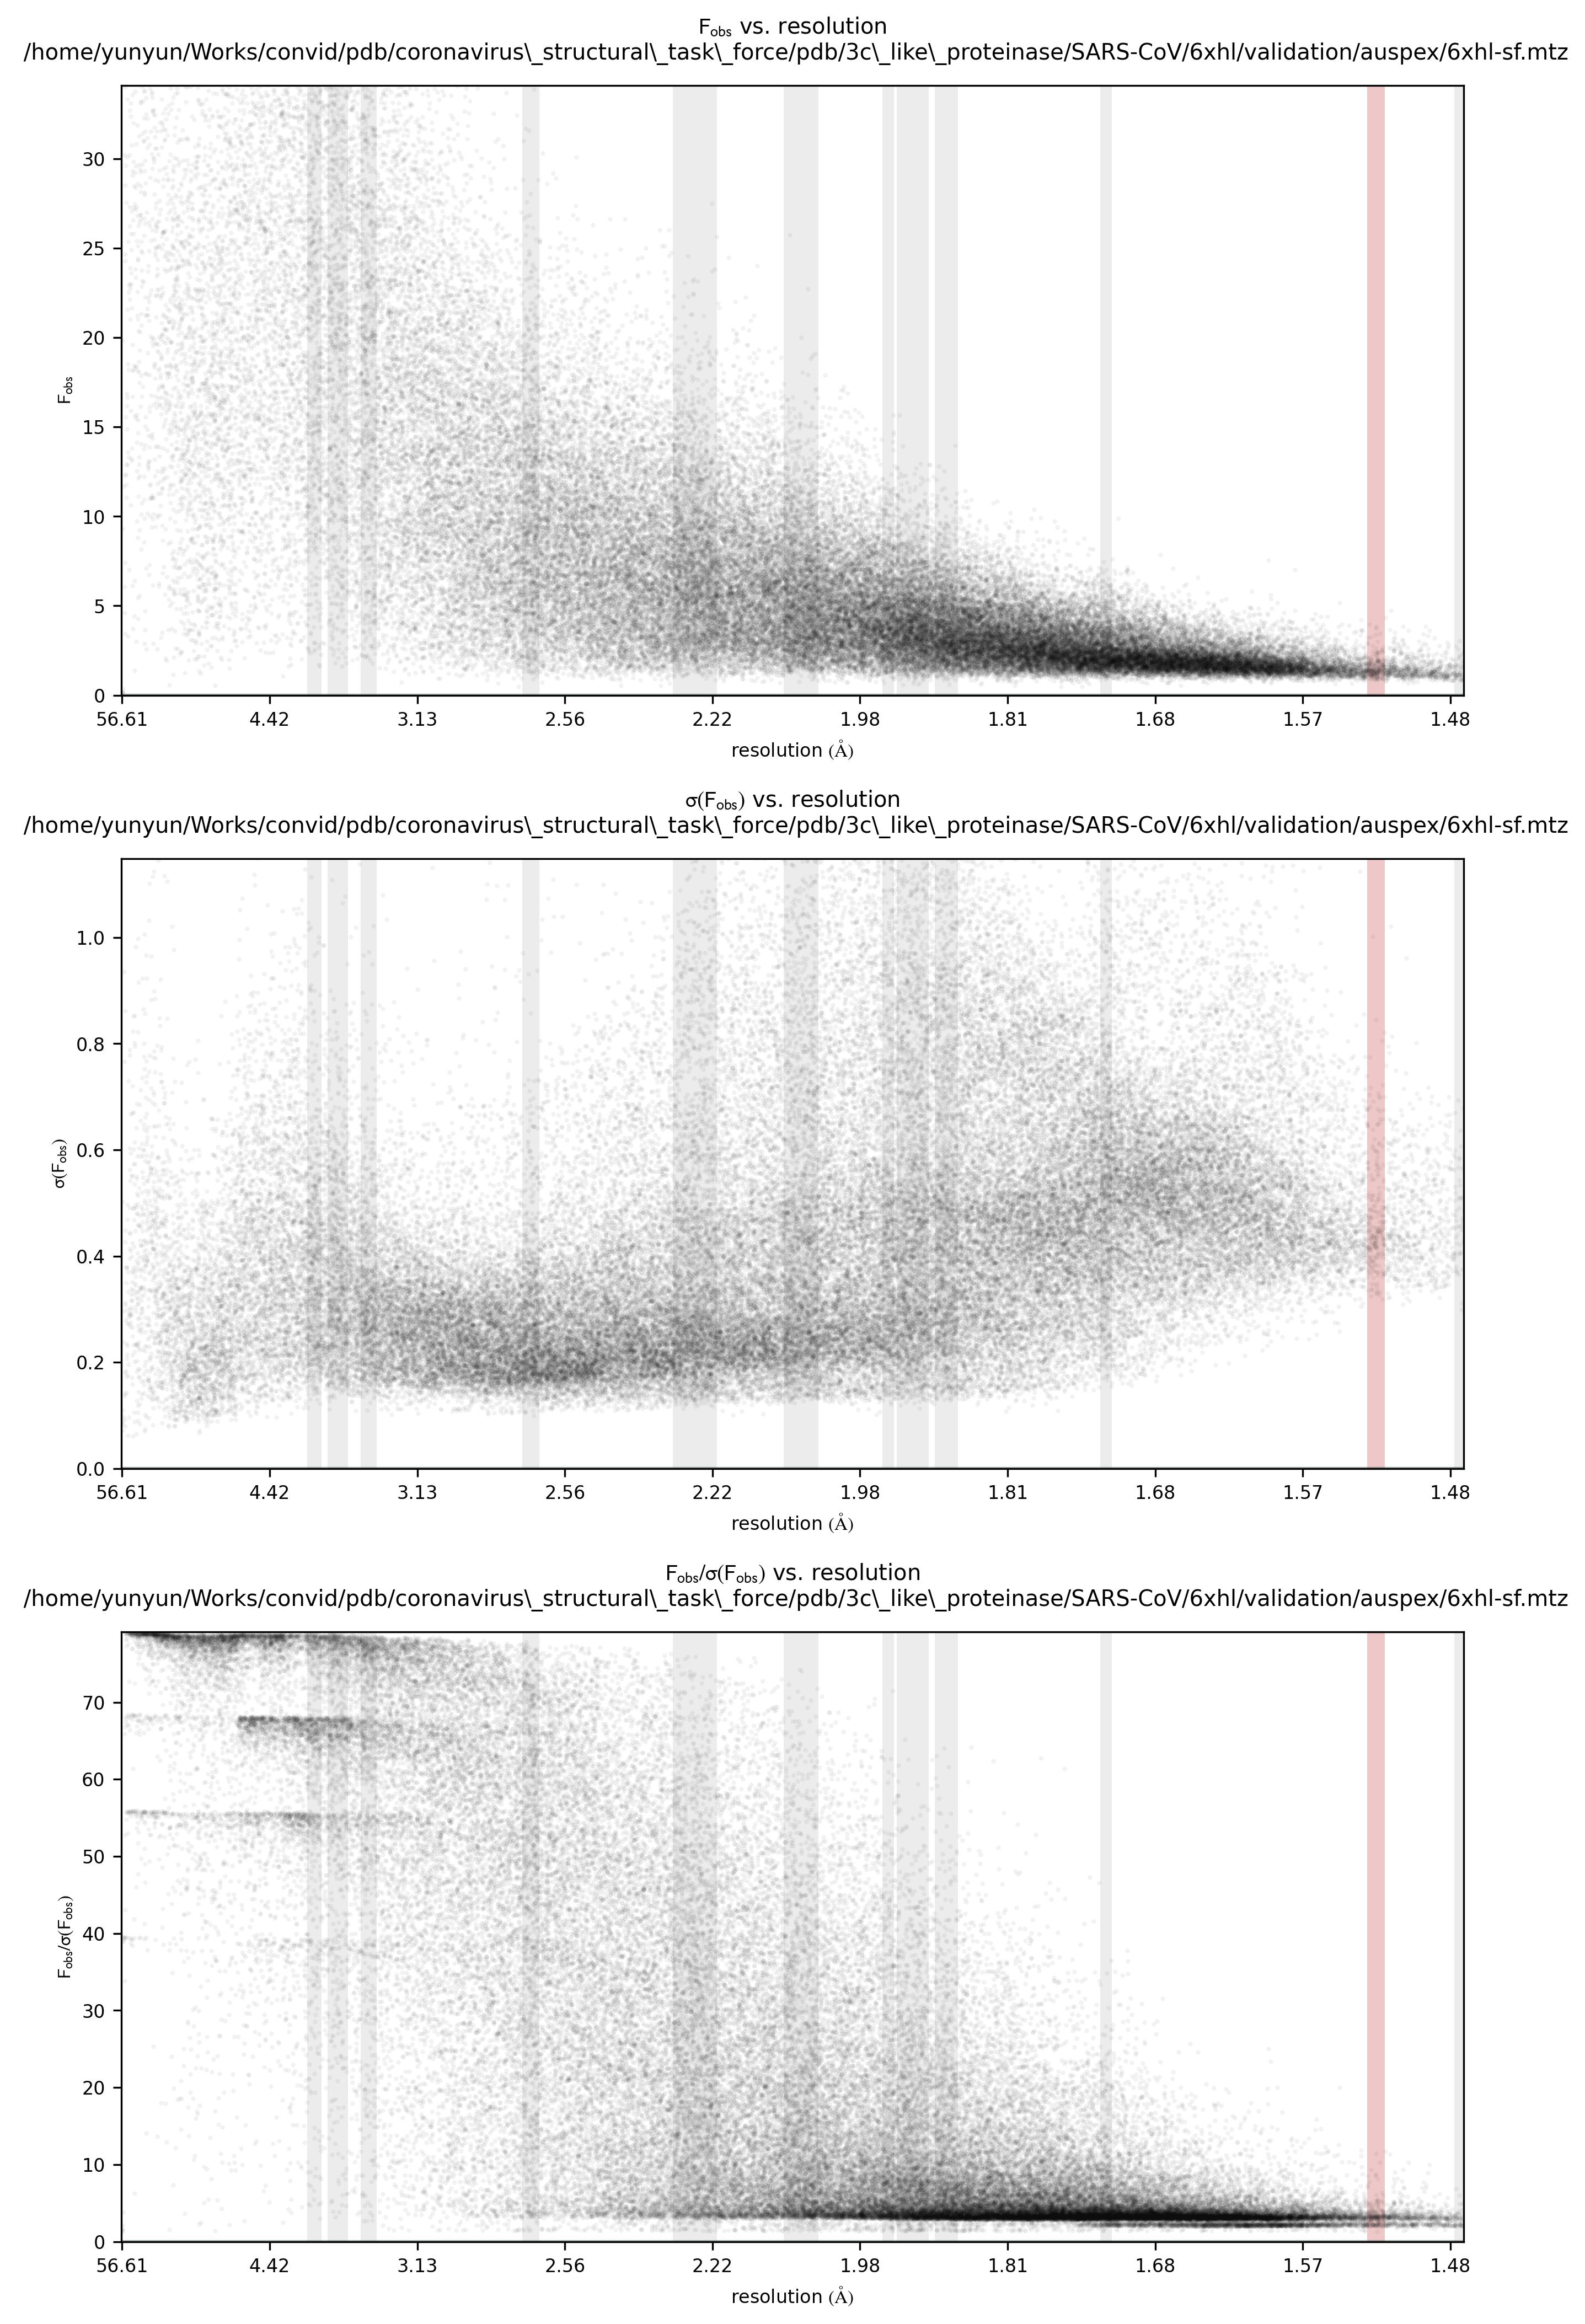 Fobs vs. resolution
/home/yunyun/Works/convid/pdb/coronavirus\_structural\_task\_force/pdb/3c\_like\_proteinase/SARS-CoV/6xhl/validation/auspex/6xhl-sf.mtz
Fobs
30
25
20
15
10
5
0
56.61 4.42 3.13 2.56 2.22 1.98 1.81 1.68 1.57 1.48
resolution (Å)
σ(Fobs) vs. resolution
/home/yunyun/Works/convid/pdb/coronavirus\_structural\_task\_force/pdb/3c\_like\_proteinase/SARS-CoV/6xhl/validation/auspex/6xhl-sf.mtz
σ(Fobs)
1.0
0.8
0.6
0.4
0.2
0.0
56.61 4.42 3.13 2.56 2.22 1.98 1.81 1.68 1.57 1.48
resolution (Å)
Fobs/σ(Fobs) vs. resolution
/home/yunyun/Works/convid/pdb/coronavirus\_structural\_task\_force/pdb/3c\_like\_proteinase/SARS-CoV/6xhl/validation/auspex/6xhl-sf.mtz
Fobs/σ(Fobs)
70
60
50
40
30
20
10
0
56.61 4.42 3.13 2.56 2.22 1.98 1.81 1.68 1.57 1.48
resolution (Å)